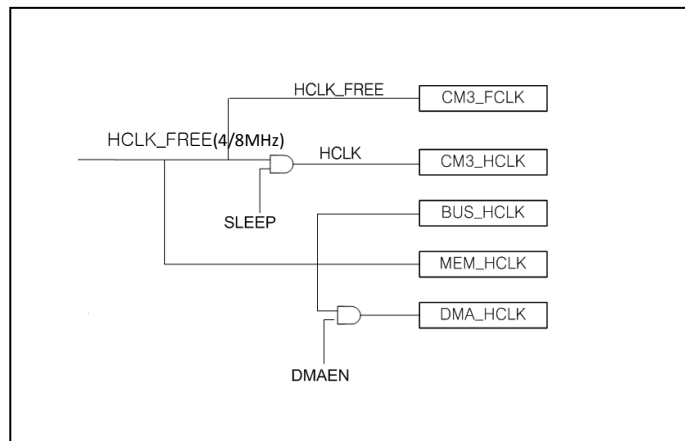 HCLK_FREE
CM3_FCLK
HCLK_FREE(4/8MHz)
HCLK
CM3_HCLK
SLEEP
BUS_HCLK
MEM_HCLK
DMA_HCLK
DMAEN